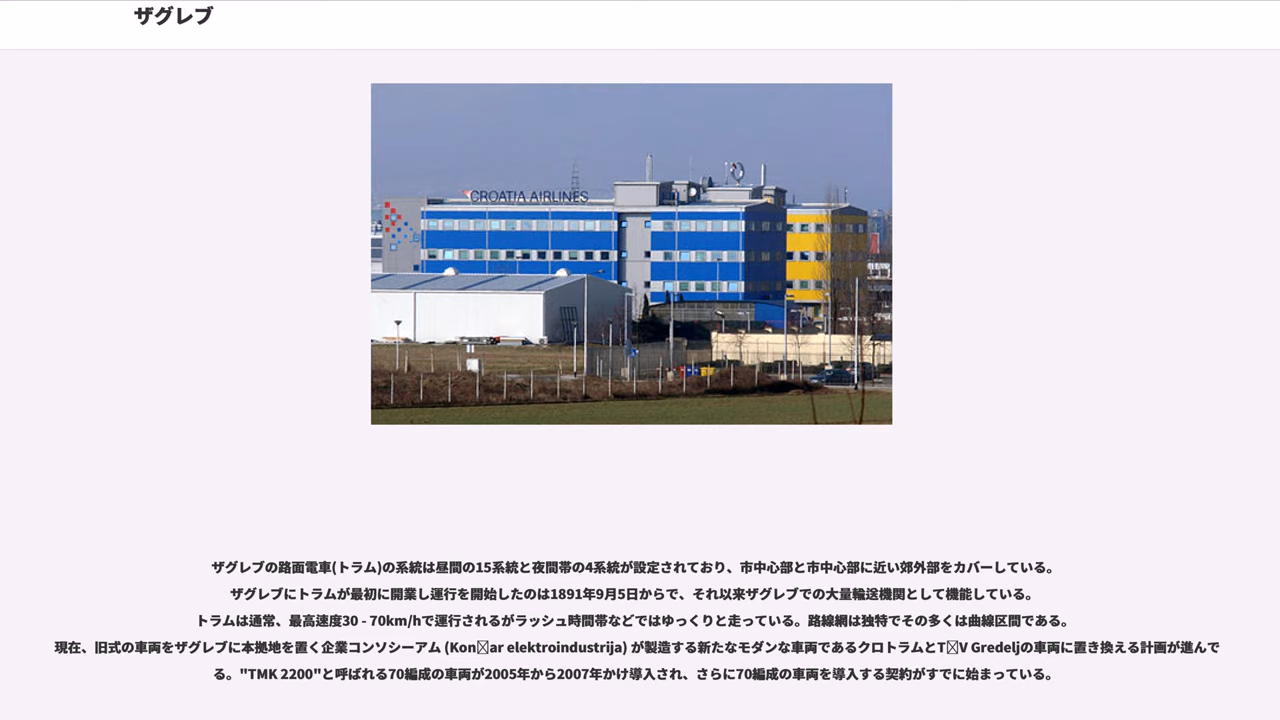 ザグレブ
CROATIA AIRLINES
ザグレブの路面電車(トラム)の系統は昼間の15系統と夜間帯の4系統が設定されており、市中心部と市中心部に近い郊外部をカバーしている。
ザグレブにトラムが最初に開業し運行を開始したのは1891年9月5日からで、それ以来ザグレブでの大量輸送機関として機能している。
トラムは通常、最高速度30 - 70km/hで運行されるがラッシュ時間帯などではゆっくりと走っている。路線網は独特でその多くは曲線区間である。
現在、旧式の車両をザグレブに本拠地を置く企業コンソシーアム (Kon□ar elektroindustrija) が製造する新たなモダンな車両であるクロトラムとT□V Gredeljの車両に置き換える計画が進んで
る。"TMK 2200"と呼ばれる70編成の車両が2005年から2007年かけ導入され、さらに70編成の車両を導入する契約がすでに始まっている。